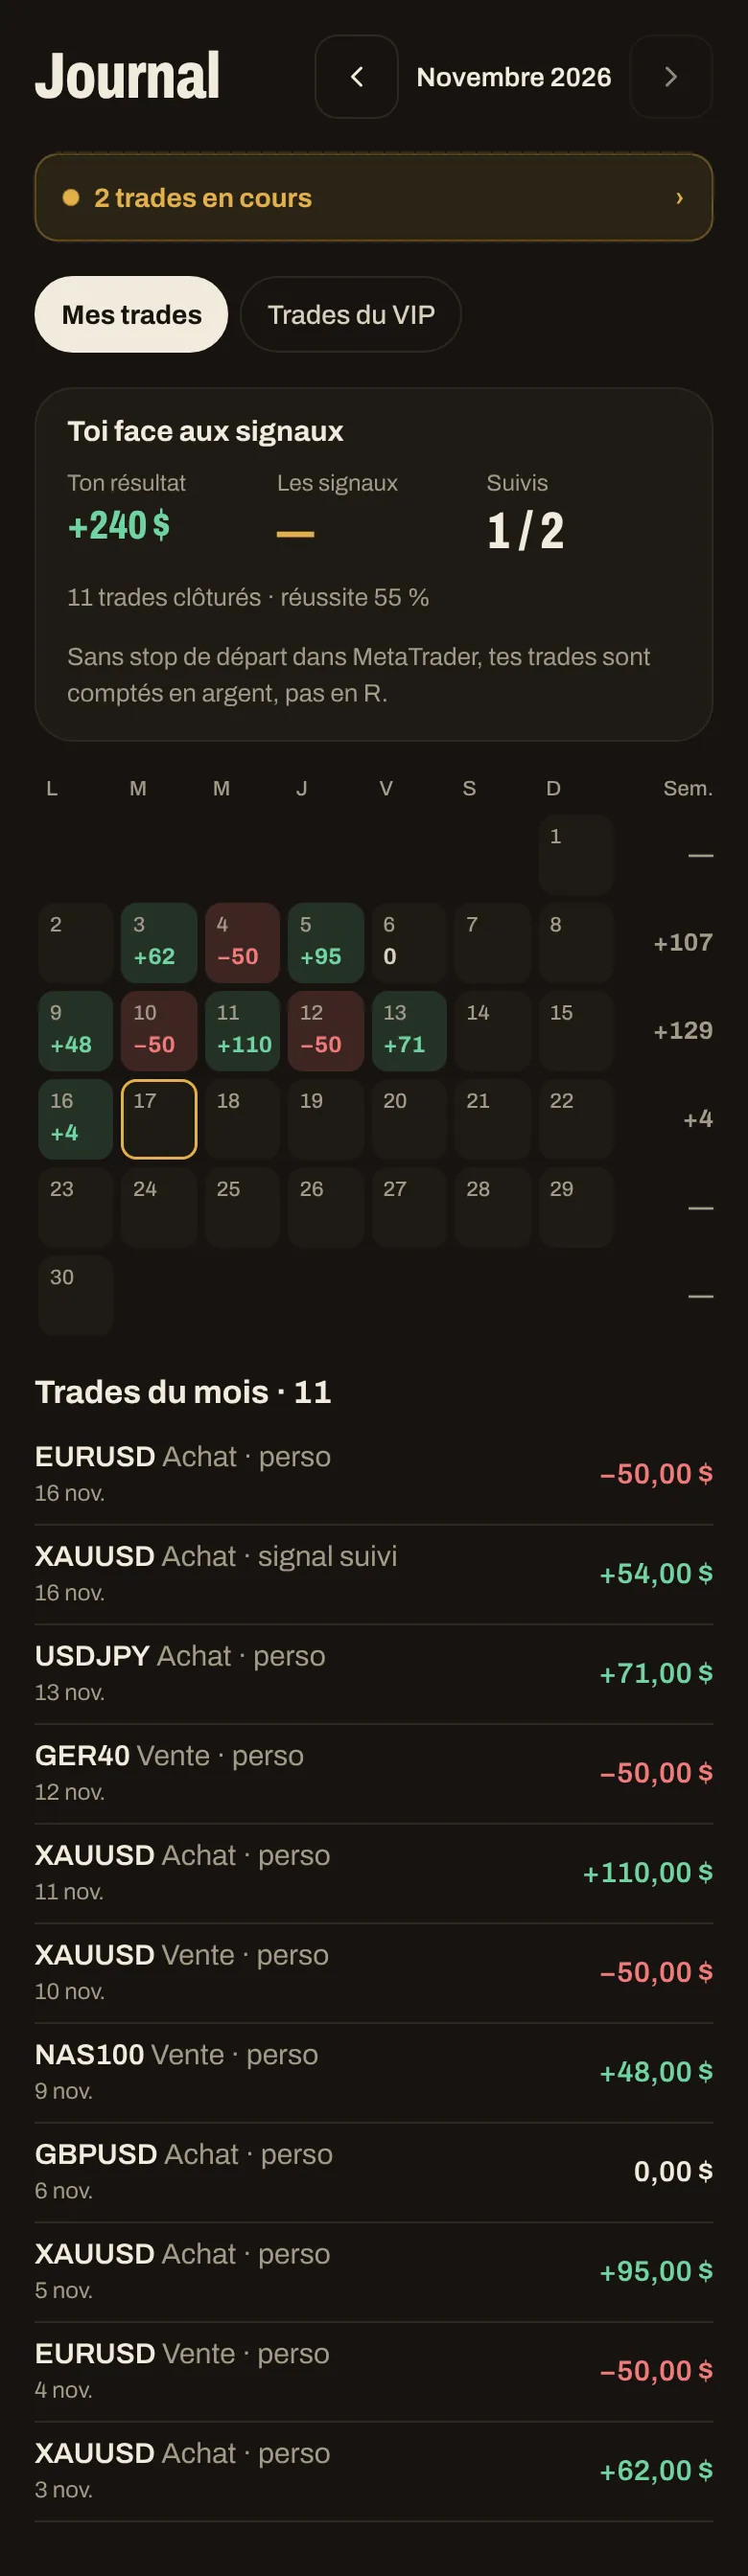 Journal
Novembre 2026
2 trades en cours
Mes trades
Trades du VIP
Toi face aux signaux
Ton résultat
Les signaux
Suivis
+240 $
—
1 / 2
11 trades clôturés · réussite 55 %
Sans stop de départ dans MetaTrader, tes trades sont
comptés en argent, pas en R.
L M M J V S D Sem.
1 —
2 3 4 5 6 7 8
+62 −50 +95 0 +107
9 10 11 12 13 14 15
+48 −50 +110 −50 +71 +129
16 17 18 19 20 21 22
+4 +4
23 24 25 26 27 28 29 —
30 —
Trades du mois · 11
EURUSD Achat · perso
16 nov.
−50,00 $
XAUUSD Achat · signal suivi
16 nov.
+54,00 $
USDJPY Achat · perso
13 nov.
+71,00 $
GER40 Vente · perso
12 nov.
−50,00 $
XAUUSD Achat · perso
11 nov.
+110,00 $
XAUUSD Vente · perso
10 nov.
−50,00 $
NAS100 Vente · perso
9 nov.
+48,00 $
GBPUSD Achat · perso
6 nov.
0,00 $
XAUUSD Achat · perso
5 nov.
+95,00 $
EURUSD Vente · perso
4 nov.
−50,00 $
XAUUSD Achat · perso
3 nov.
+62,00 $